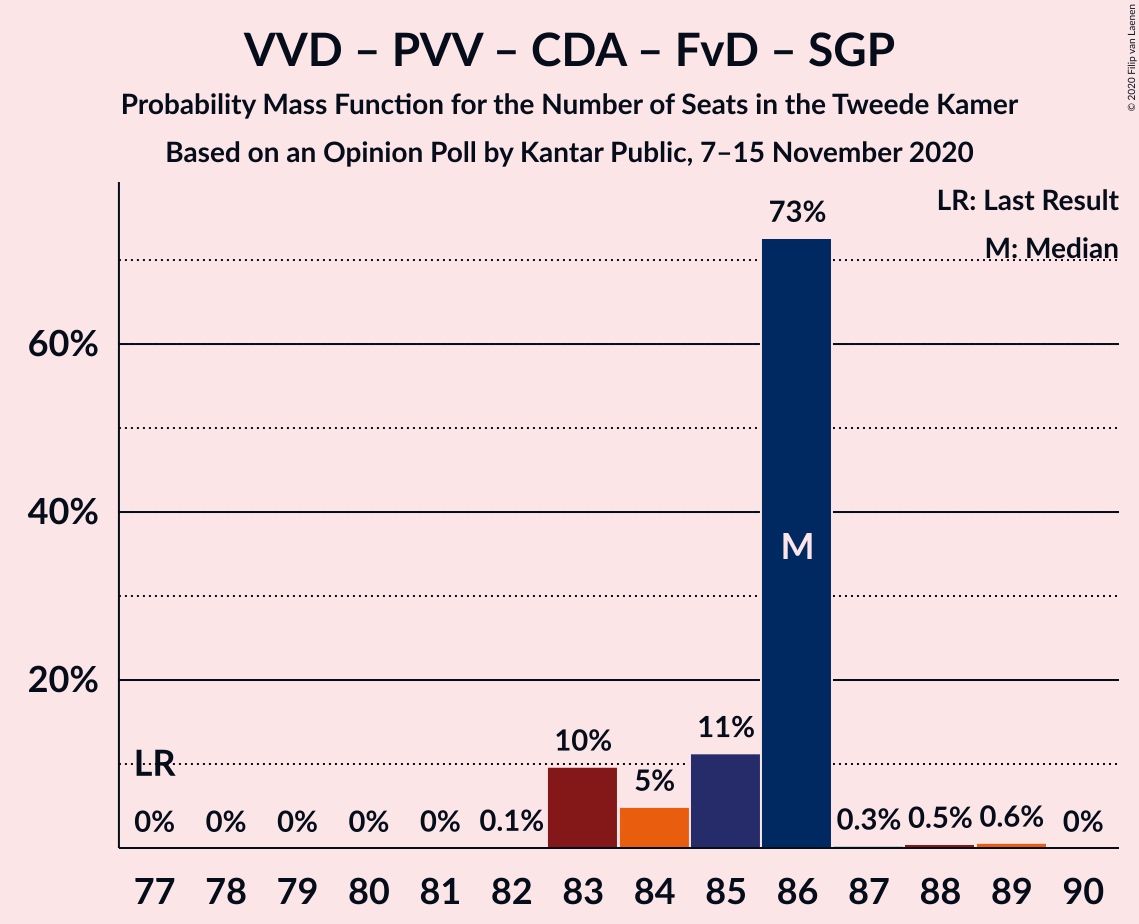 VVD – PVV – CDA – FvD – SGP
Probability Mass Function for the Number of Seats in the Tweede Kamer
Based on an Opinion Poll by Kantar Public, 7–15 November 2020
© 2020 Filip van Laenen
LR: Last Result
M: Median
73%
60%
40%
M
20%
LR
0% 0% 0% 0% 0% 0.1% 10% 5% 11% 0.3% 0.5% 0.6% 0%
77 78 79 80 81 82 83 84 85 86 87 88 89 90